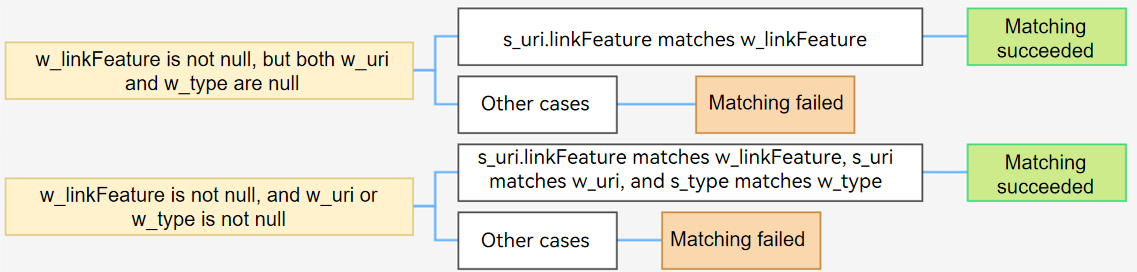 w_linkFeature is not null, but both w_uri
and w_type are null
s_uri.linkFeature matches w_linkFeature
Matching
succeeded
Other cases
Matching failed
w_linkFeature is not null, and w_uri or
w_type is not null
s_uri.linkFeature matches w_linkFeature, s_uri
matches w_uri, and s_type matches w_type
Matching
succeeded
Other cases
Matching failed